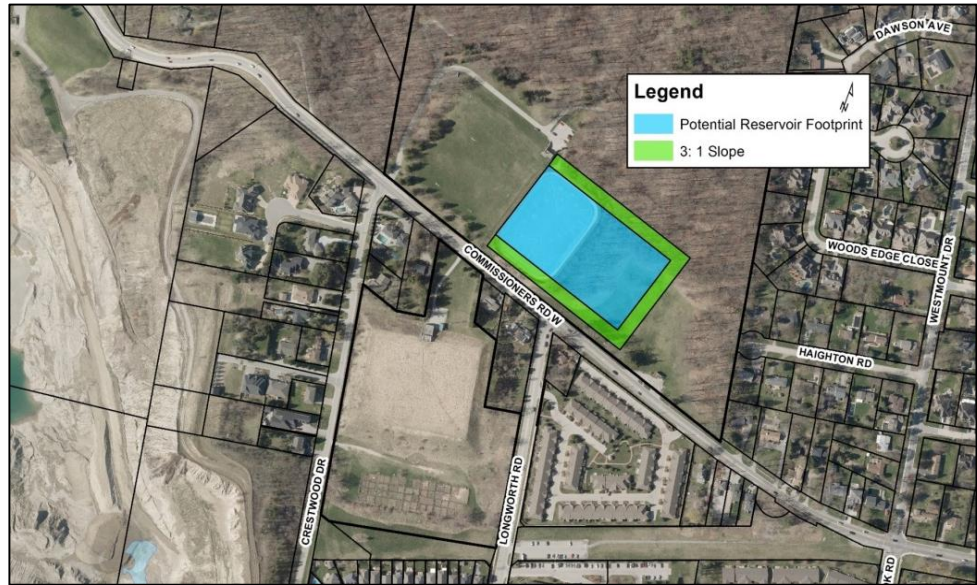 DAWSON AVE
Legend
N
Potential Reservoir Footprint
3: 1 Slope
WOODS EDGE CLOSE
WESTMOUNT DR
COMMISSIONERS RD W
HAIGHTON RD
CRESTWOOD DR
LONGWORTH RD
K RD